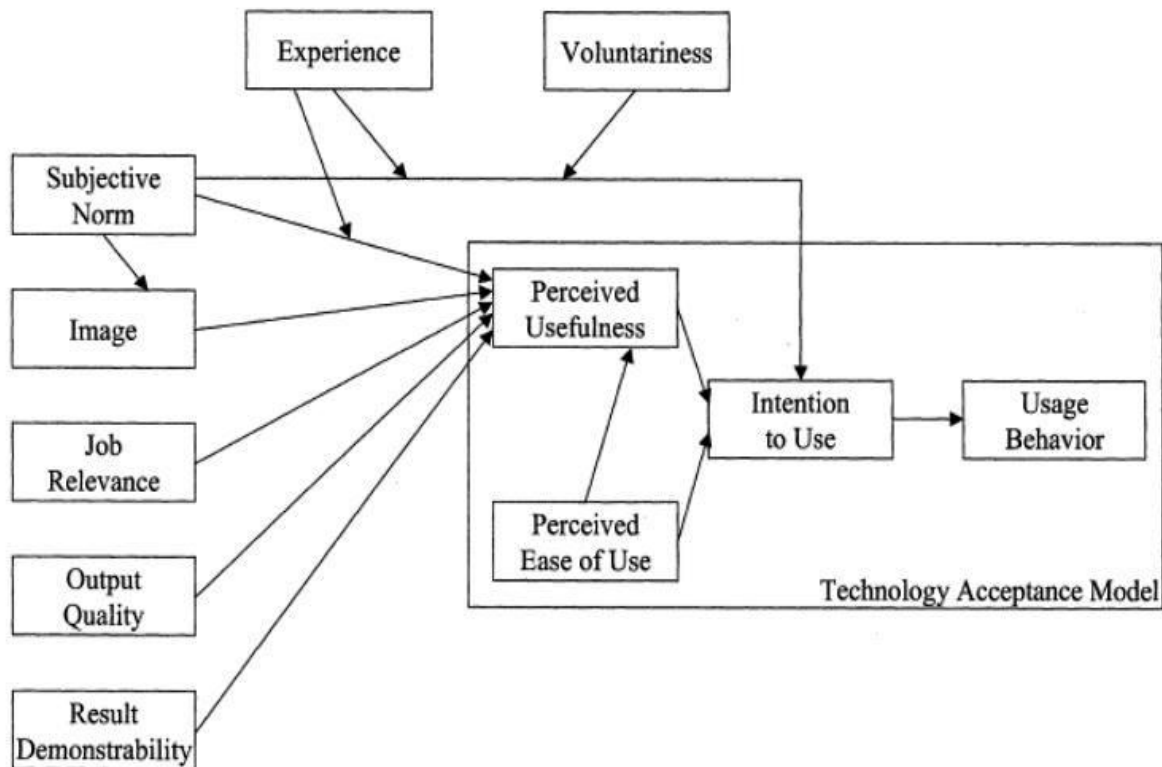 Experience
Voluntariness
Subjective
Norm
Image
Job
Relevance
Output
Quality
Result
Demonstrability
Perceived
Usefulness
Perceived
Ease of Use
Intention
to Use
Usage
Behavior
Technology Acceptance Model